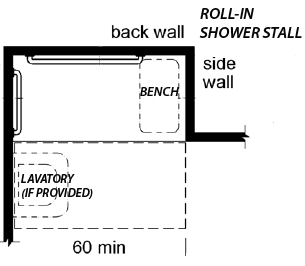 ROLL-IN
back wall SHOWER STALL
side
wall
BENCH
LAVATORY
(IF PROVIDED)
60 min